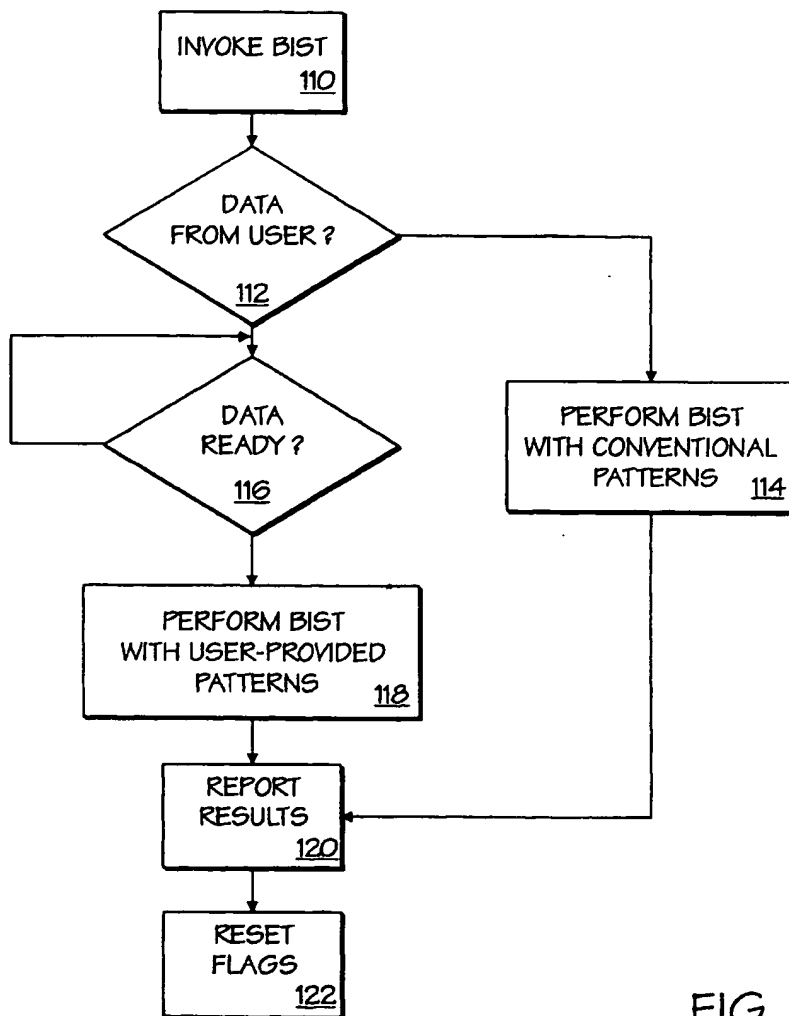 INVOKE BIST
110
DATA
FROM USER ?
112
DATA
READY ?
116
PERFORM BIST
WITH CONVENTIONAL
PATTERNS 114
PERFORM BIST
WITH USER-PROVIDED
PATTERNS 118
REPORT
RESULTS
120
RESET
FLAGS
122
FIG